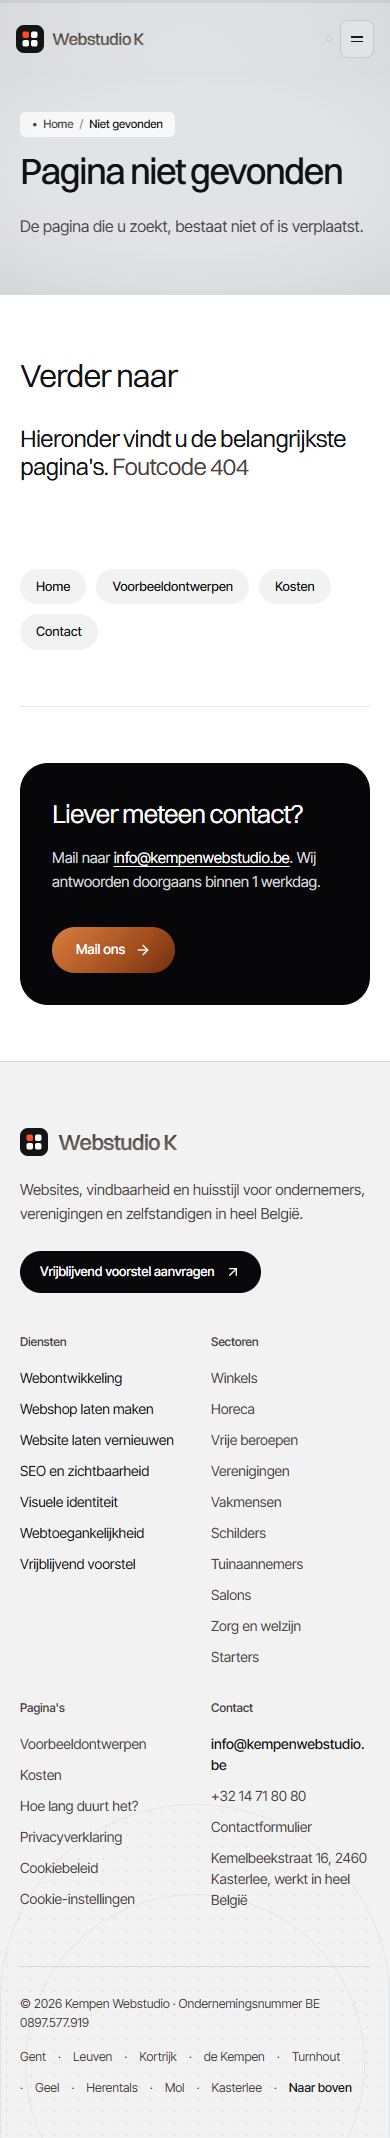 Webstudio K
• Home / Niet gevonden
Pagina niet gevonden
De pagina die u zoekt, bestaat niet of is verplaatst.
Verder naar
Hieronder vindt u de belangrijkste
pagina's. Foutcode 404
Home Voorbeeldontwerpen Kosten
Contact
Liever meteen contact?
Mail naar info@kempenwebstudio.be. Wij
antwoorden doorgaans binnen 1 werkdag.
Mail ons →
Webstudio K
Websites, vindbaarheid en huisstijl voor ondernemers,
verenigingen en zelfstandigen in heel België.
Vrijblijvend voorstel aanvragen ↗
Diensten
Webontwikkeling
Webshop laten maken
Website laten vernieuwen
SEO en zichtbaarheid
Visuele identiteit
Webtoegankelijkheid
Vrijblijvend voorstel
Sectoren
Winkels
Horeca
Vrije beroepen
Verenigingen
Vakmensen
Schilders
Tuinaannemers
Salons
Zorg en welzijn
Starters
Pagina's
Voorbeeldontwerpen
Kosten
Hoe lang duurt het?
Privacyverklaring
Cookiebeleid
Cookie-instellingen
Contact
info@kempenwebstudio.
be
+32 14 71 80 80
Contactformulier
Kemelbeekstraat 16, 2460
Kasterlee, werkt in heel
België
© 2026 Kempen Webstudio · Ondernemingsnummer BE
0897.577.919
Gent · Leuven · Kortrijk · de Kempen · Turnhout
· Geel · Herentals · Mol · Kasterlee · Naar boven